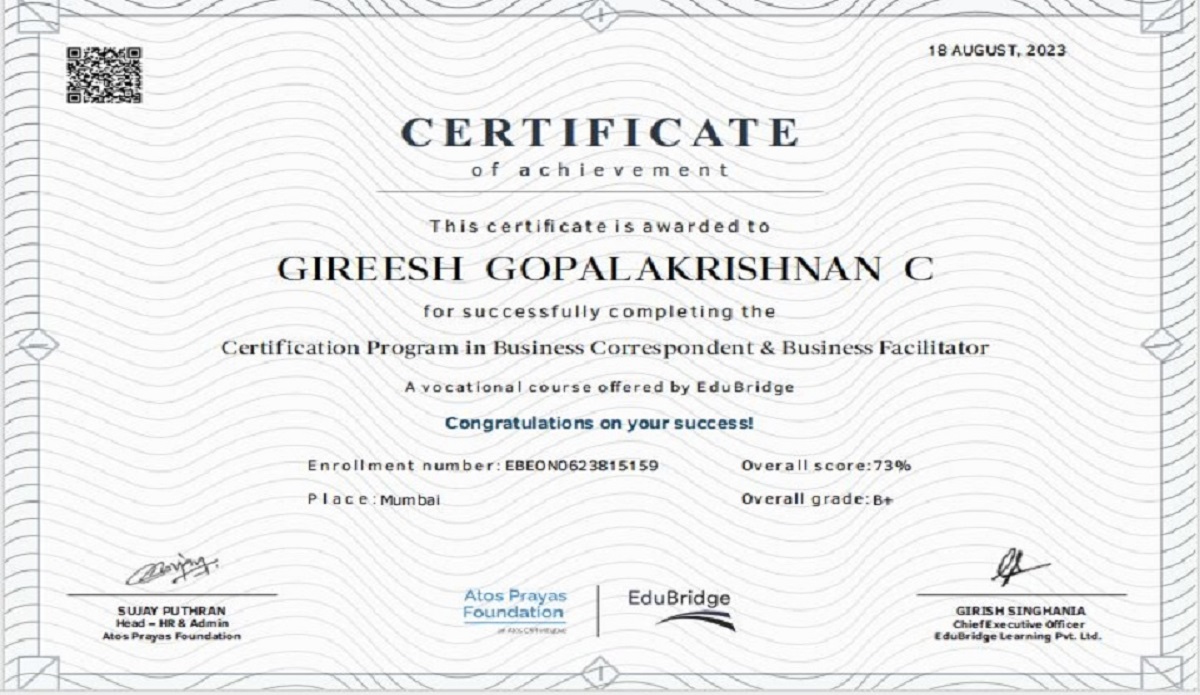 18 AUGUST, 2023
CERTIFICATE
of achievement
This certificate is awarded to
GIREESH GOPALAKRISHNAN C
for successfully completing the
Certification Program in Business Correspondent & Business Facilitator
A vocational course offered by EduBridge
Congratulations on your success!
Enrollment number: EBEON0623815159 Overall score: 73%
Place: Mumbai Overall grade: B+
SUJAY PUTHRAN
Head – HR & Admin
Atos Prayas Foundation
Atos Prayas
Foundation
EduBridge
GIRISH SINGHANIA
Chief Executive Officer
EduBridge Learning Pvt. Ltd.